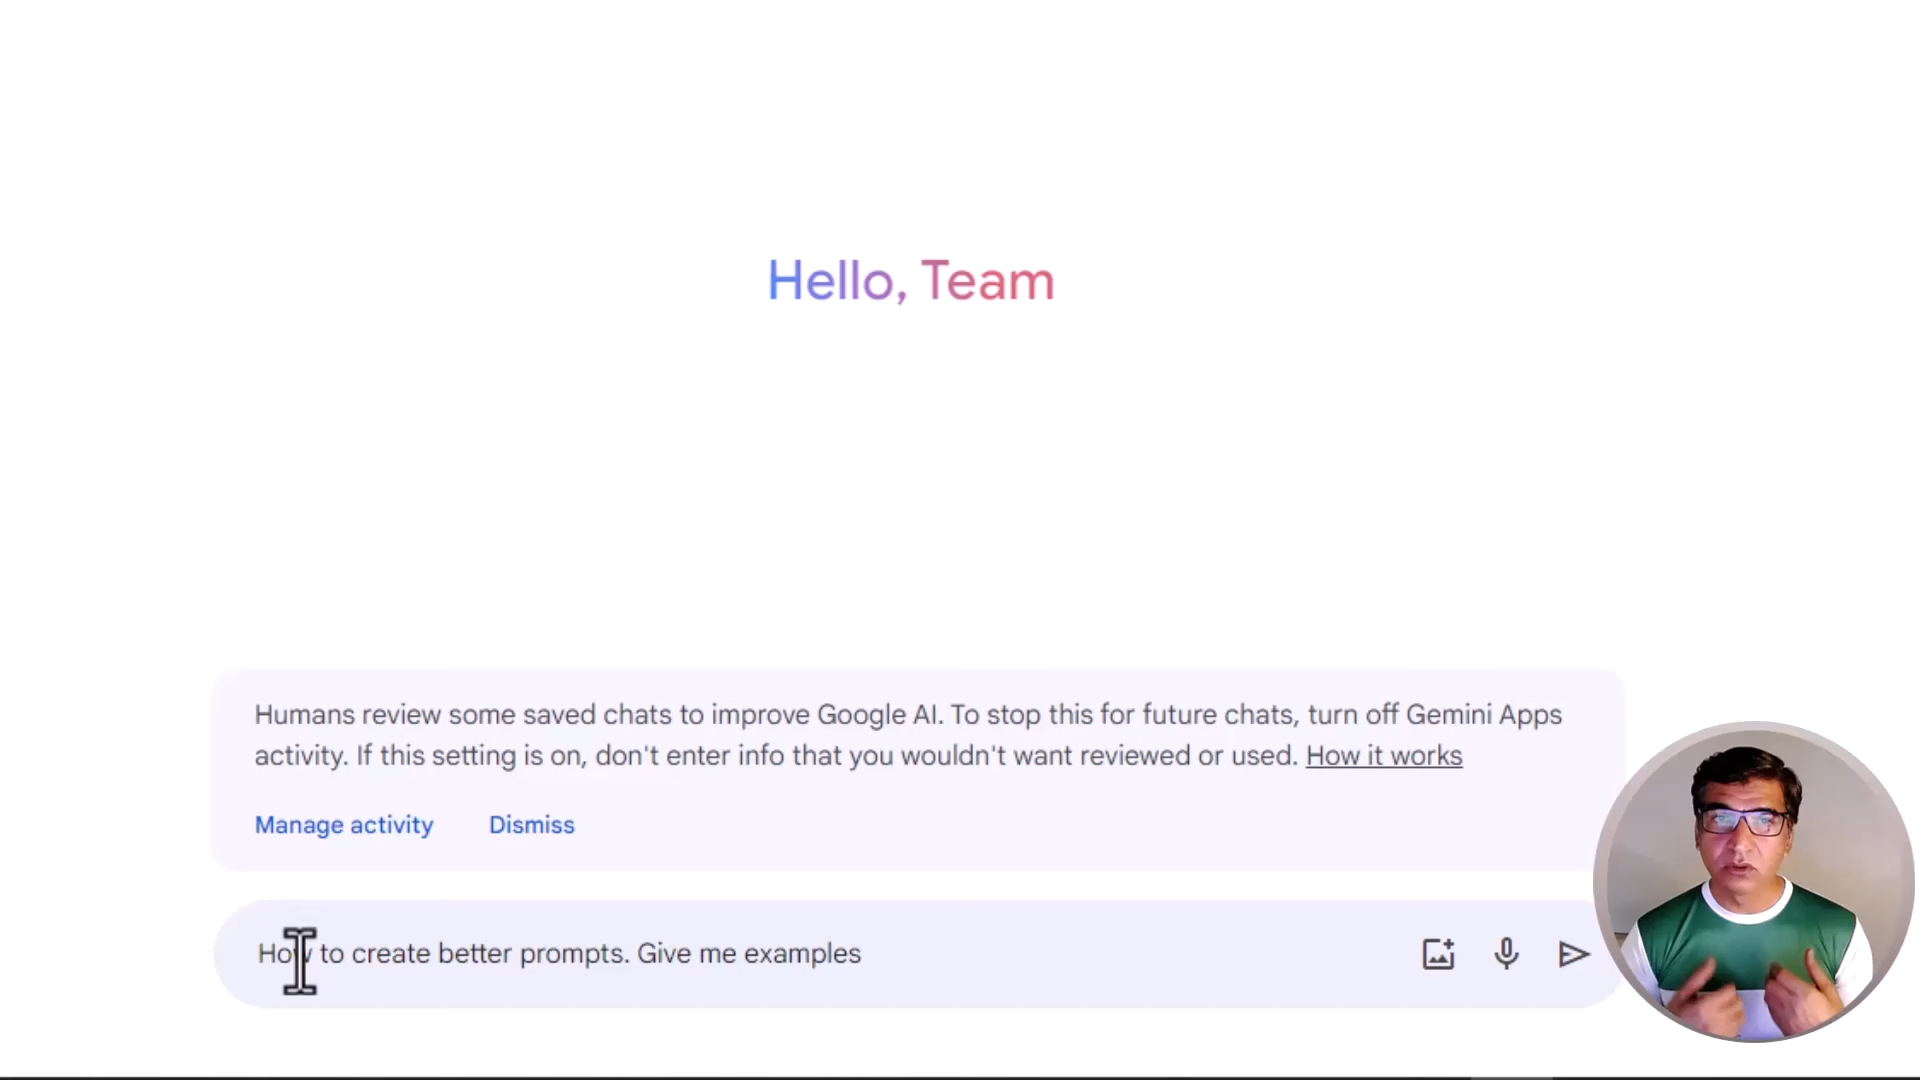 Hello, Team
Humans review some saved chats to improve Google AI. To stop this for future chats, turn off Gemini Apps
activity. If this setting is on, don't enter info that you wouldn't want reviewed or used. How it works
Manage activity Dismiss
How to create better prompts. Give me examples